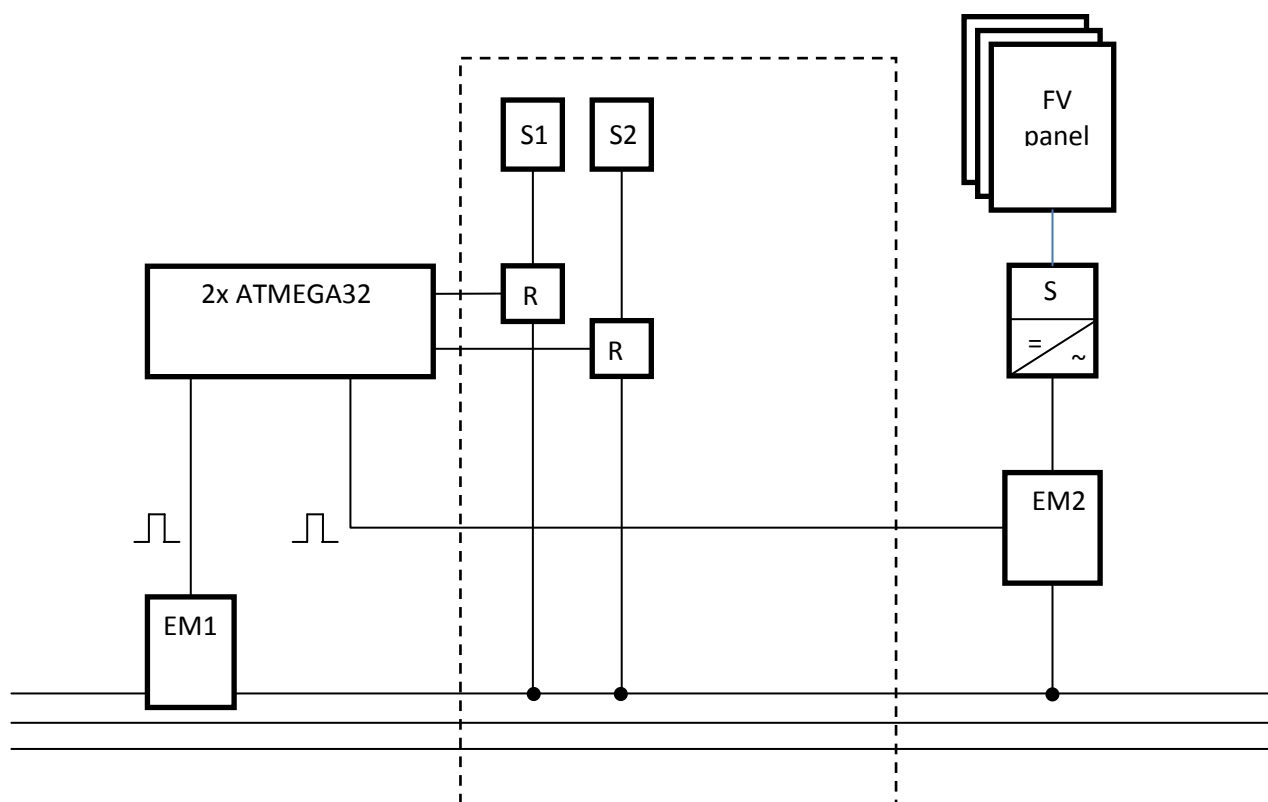 FV
panel
S1
S2
2x ATMEGA32
R
S
R
=
~
EM2
EM1